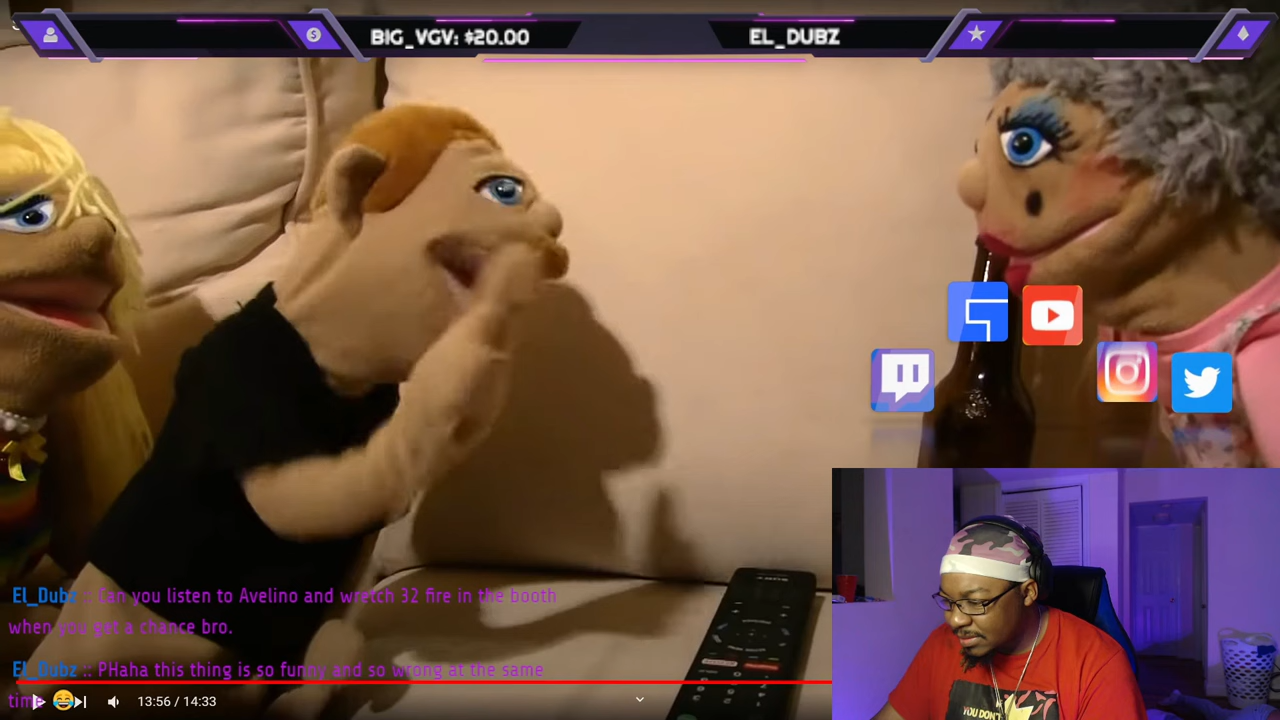 BIG_VGV: $20.00
EL_DUBZ
El_Dubz :: Can you listen to Avelino and wretch 32 fire in the booth
when you get a chance bro.
El_Dubz :: PHaha this thing is so funny and so wrong at the same
time 😂
13:56 / 14:33
YOU DON'T